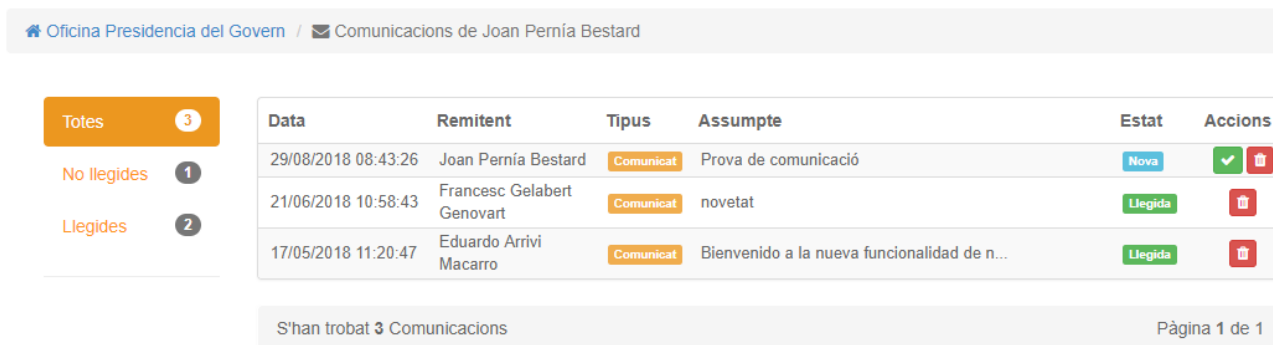 Oficina Presidencia del Govern / Comunicacions de Joan Pernía Bestard
Totes 3
No llegides 1
Llegides 2
Data Remitent Tipus Assumpte Estat Accions
29/08/2018 08:43:26 Joan Pernía Bestard Comunicat Prova de comunicació Nova
21/06/2018 10:58:43 Francesc Gelabert Genovart Comunicat novetat Llegida
17/05/2018 11:20:47 Eduardo Arrivi Macarro Comunicat Bienvenido a la nueva funcionalidad de n... Llegida
S'han trobat 3 Comunicacions Pàgina 1 de 1